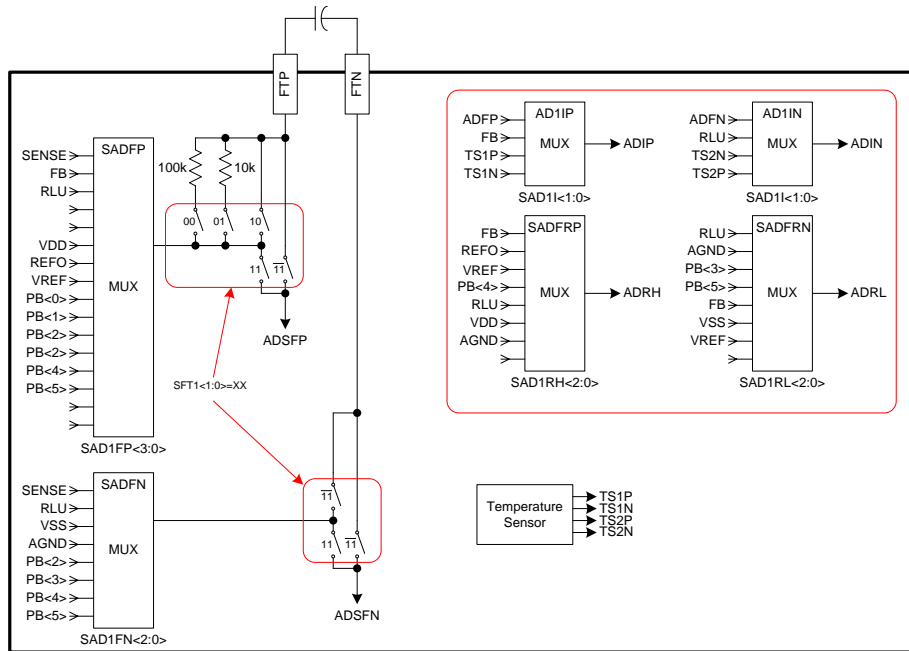 FTP
FTN
SADFP
SENSE
FB
RLU
VDD
REFO
VREF
PB<0>
PB<1>
PB<2>
PB<2>
PB<4>
PB<5>
MUX
SAD1FP<3:0>
100k
10k
00
01
10
11
11
ADSFP
SFT1<1:0>=XX
SADFN
SENSE
RLU
VSS
AGND
PB<2>
PB<3>
PB<4>
PB<5>
MUX
SAD1FN<2:0>
11
11
11
ADSFN
AD1IP
ADFP
FB
TS1P
TS1N
MUX
ADIP
SAD1I<1:0>
AD1IN
ADFN
RLU
TS2N
TS2P
MUX
ADIN
SAD1I<1:0>
SADFRP
FB
REFO
VREF
PB<4>
RLU
VDD
AGND
MUX
ADRH
SAD1RH<2:0>
SADFRN
RLU
AGND
PB<3>
PB<5>
FB
VSS
VREF
MUX
ADRL
SAD1RL<2:0>
Temperature
Sensor
TS1P
TS1N
TS2P
TS2N